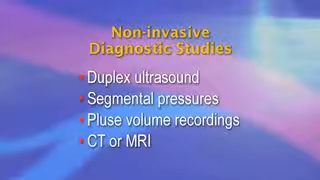 Non-invasive
Diagnostic Studies
• Duplex ultrasound
• Segmental pressures
• Pluse volume recordings
• CT or MRI